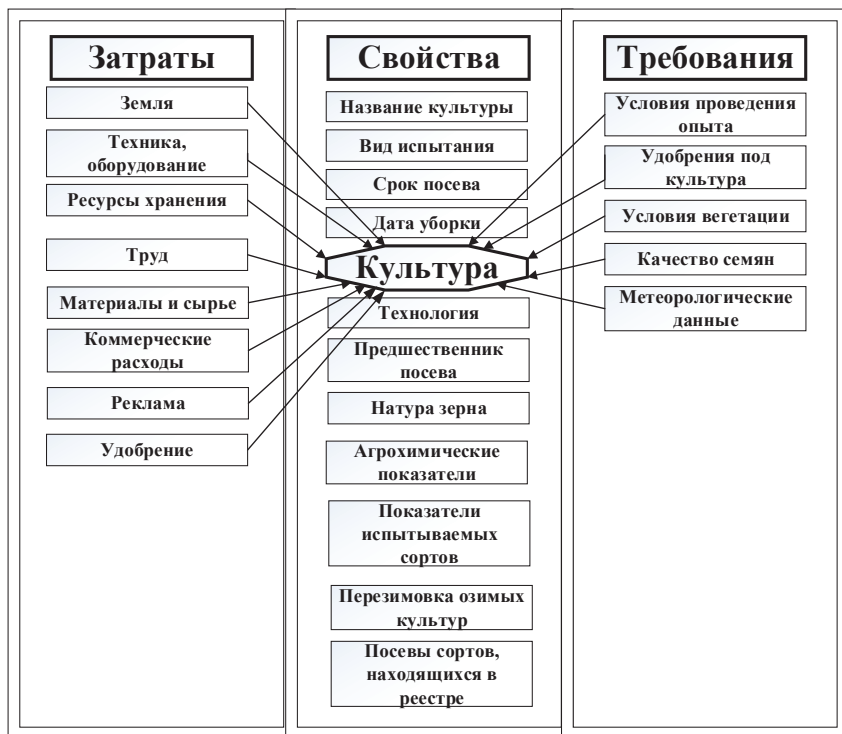 Затраты
Земля
Техника,
оборудование
Ресурсы хранения
Труд
Материалы и сырье
Коммерческие
расходы
Реклама
Удобрение
Свойства
Название культуры
Вид испытания
Срок посева
Дата уборки
Культура
Технология
Предшественник
посева
Натура зерна
Агрохимические
показатели
Показатели
испытываемых
сортов
Перезимовка озимых
культур
Посевы сортов,
находящихся в
реестре
Требования
Условия проведения
опыта
Удобрения под
культура
Условия вегетации
Качество семян
Метеорологические
данные